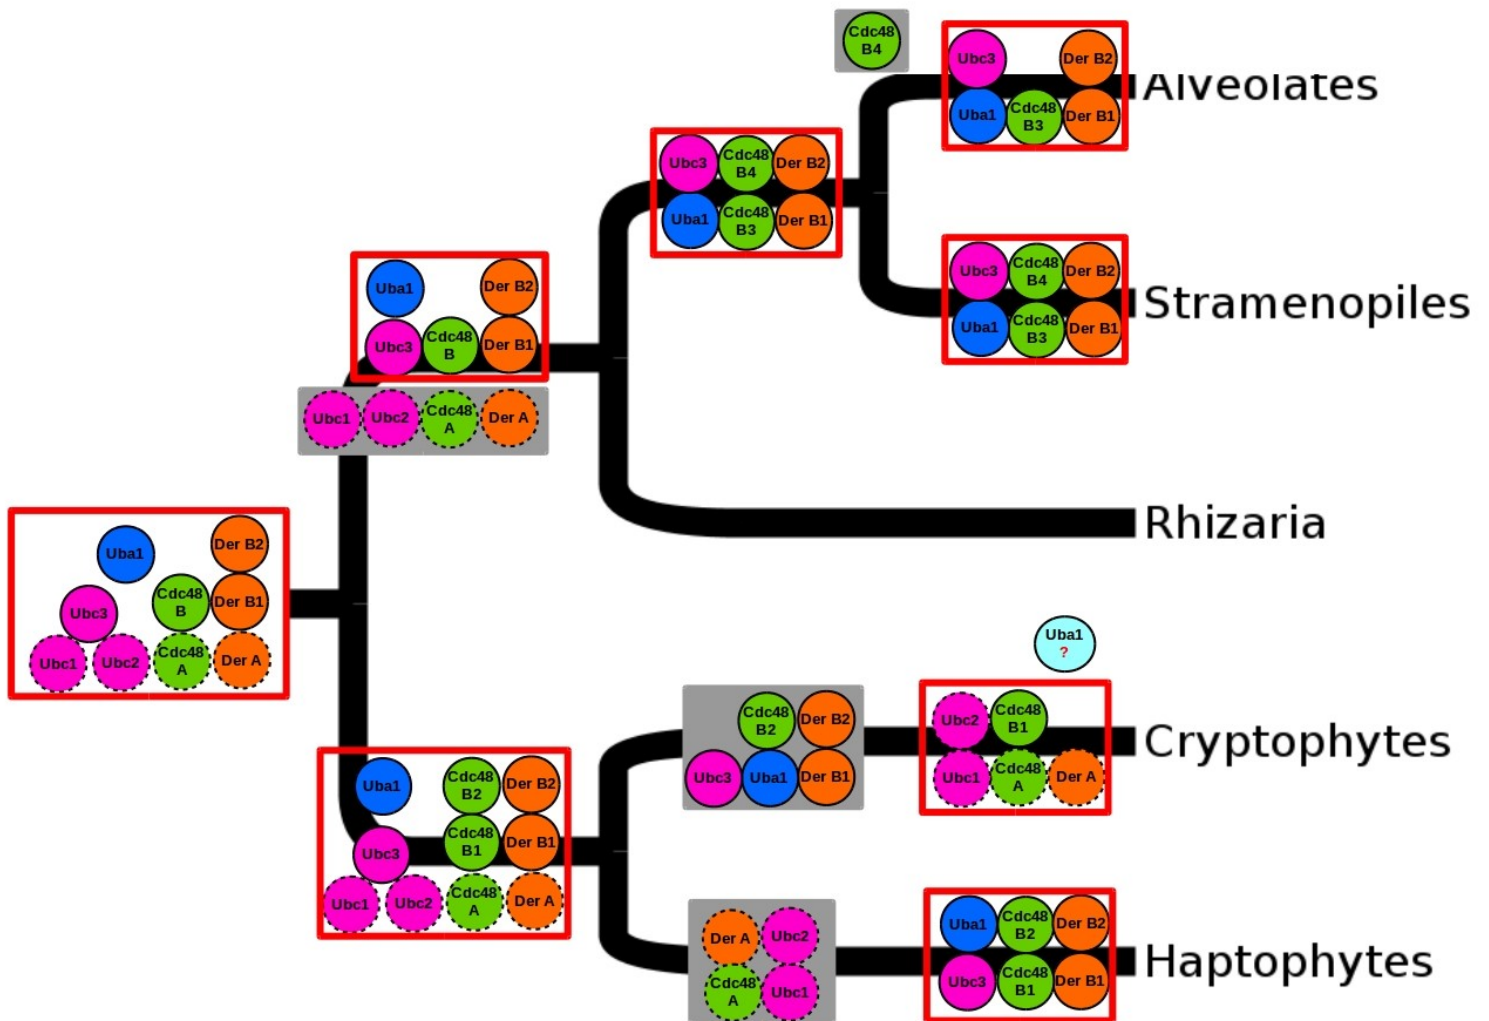 Cdc48
B4
Ubc3
Der B2
Uba1
Cdc48
B3
Der B1
Alveolates
Ubc3
Cdc48
B4
Der B2
Uba1
Cdc48
B3
Der B1
Ubc3
Cdc48
B4
Der B2
Uba1
Cdc48
B3
Der B1
Stramenopiles
Uba1
Der B2
Ubc3
Cdc48
B
Der B1
Ubc1
Ubc2
Cdc48
A
Der A
Rhizaria
Uba1
Der B2
Ubc3
Cdc48
B
Der B1
Ubc1
Ubc2
Cdc48
A
Der A
Uba1
?
Cdc48
B2
Der B2
Ubc3
Uba1
Der B1
Ubc2
Cdc48
B1
Ubc1
Cdc48
A
Der A
Cryptophytes
Uba1
Cdc48
B2
Der B2
Ubc3
Cdc48
B1
Der B1
Ubc1
Ubc2
Cdc48
A
Der A
Der A
Ubc2
Cdc48
A
Ubc1
Uba1
Cdc48
B2
Der B2
Ubc3
Cdc48
B1
Der B1
Haptophytes